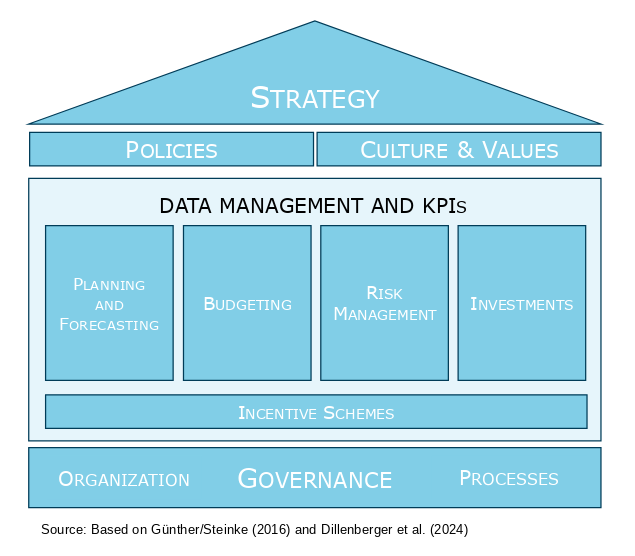 STRATEGY
POLICIES
CULTURE & VALUES
DATA MANAGEMENT AND KPIS
PLANNING
AND
FORECASTING
BUDGETING
RISK
MANAGEMENT
INVESTMENTS
INCENTIVE SCHEMES
ORGANIZATION
GOVERNANCE
PROCESSES
Source: Based on Günther/Steinke (2016) and Dillenberger et al. (2024)